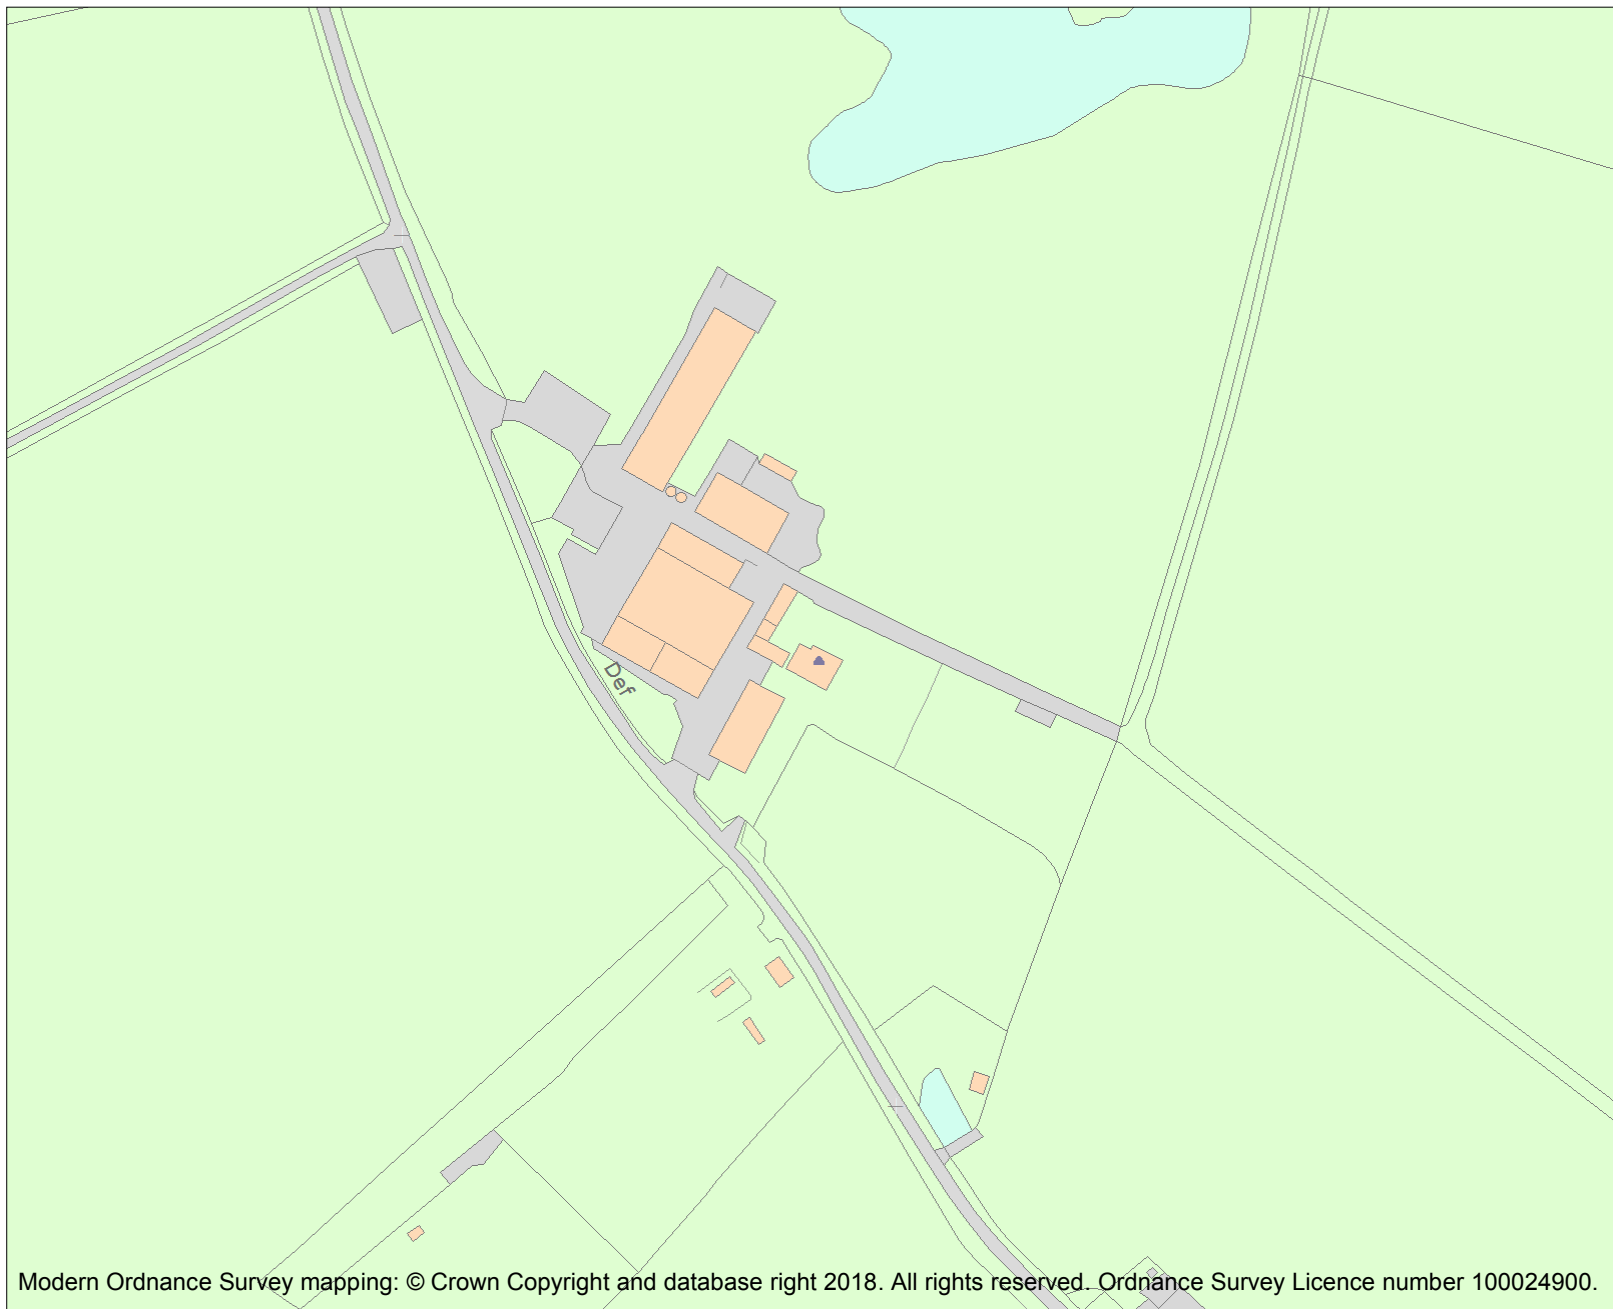 Def
Modern Ordnance Survey mapping: © Crown Copyright and database right 2018. All rights reserved. Ordnance Survey Licence number 100024900.